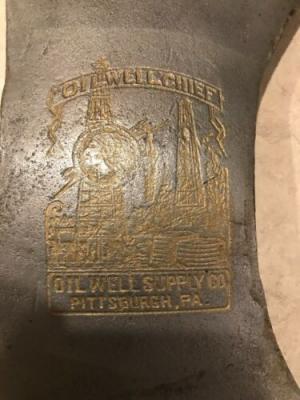 OIL WELL CHIEF
OIL WELL SUPPLY CO
PITTSBURGH, PA.